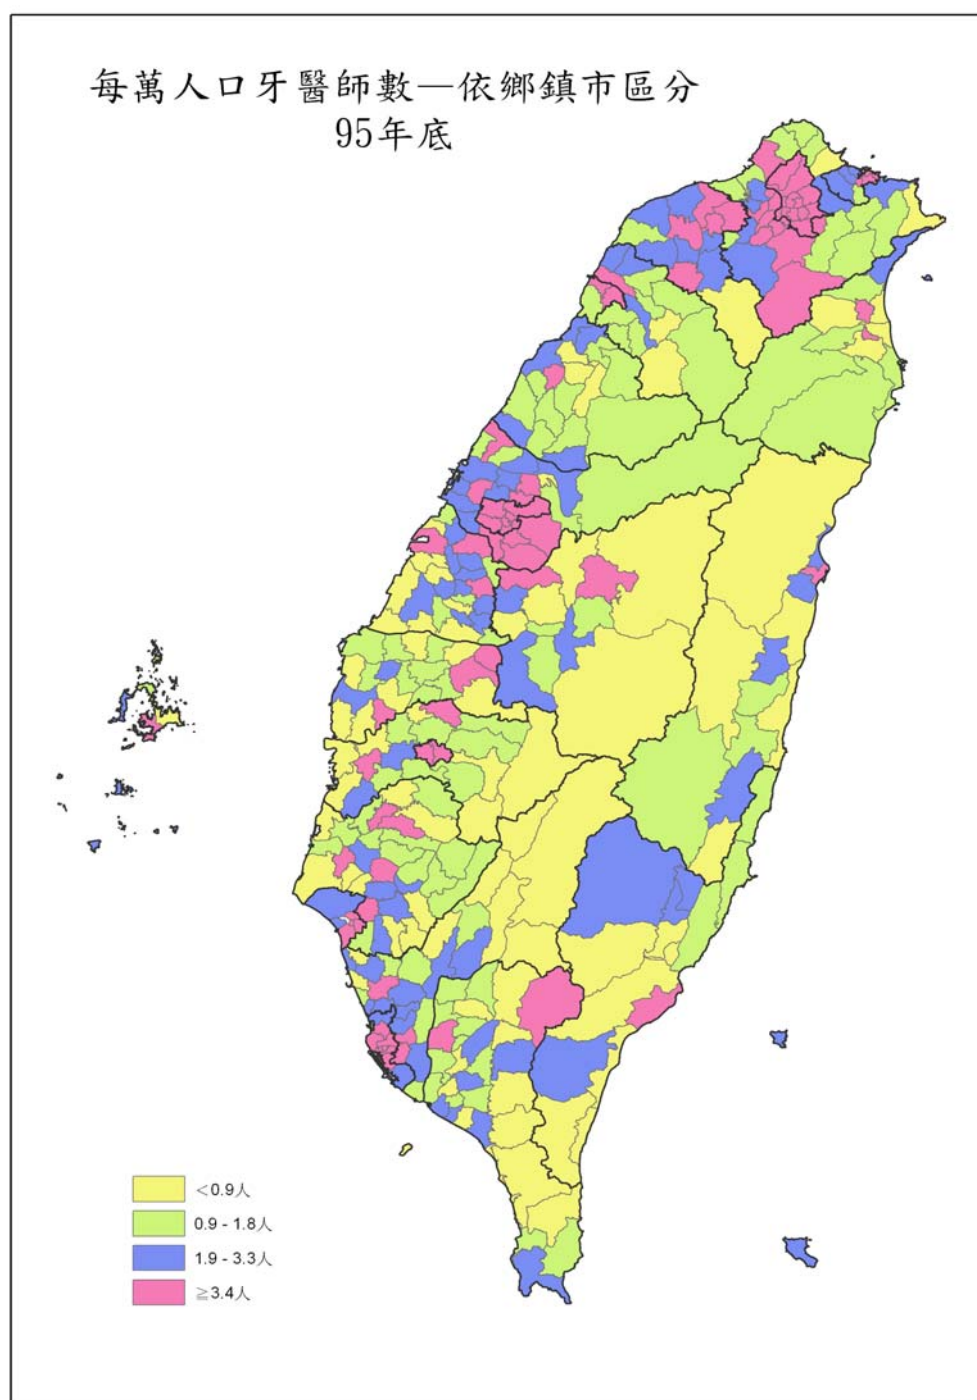 每萬人口牙醫師數—依鄉鎮市區分
95年底
＜0.9人
0.9 - 1.8人
1.9 - 3.3人
≧3.4人